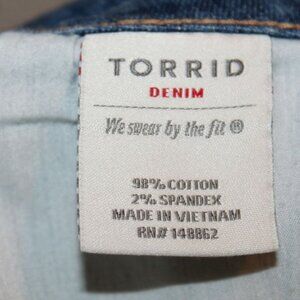 TORRID
DENIM
We swear by the fit ®
98% COTTON
2% SPANDEX
MADE IN VIETNAM
RN# 148862